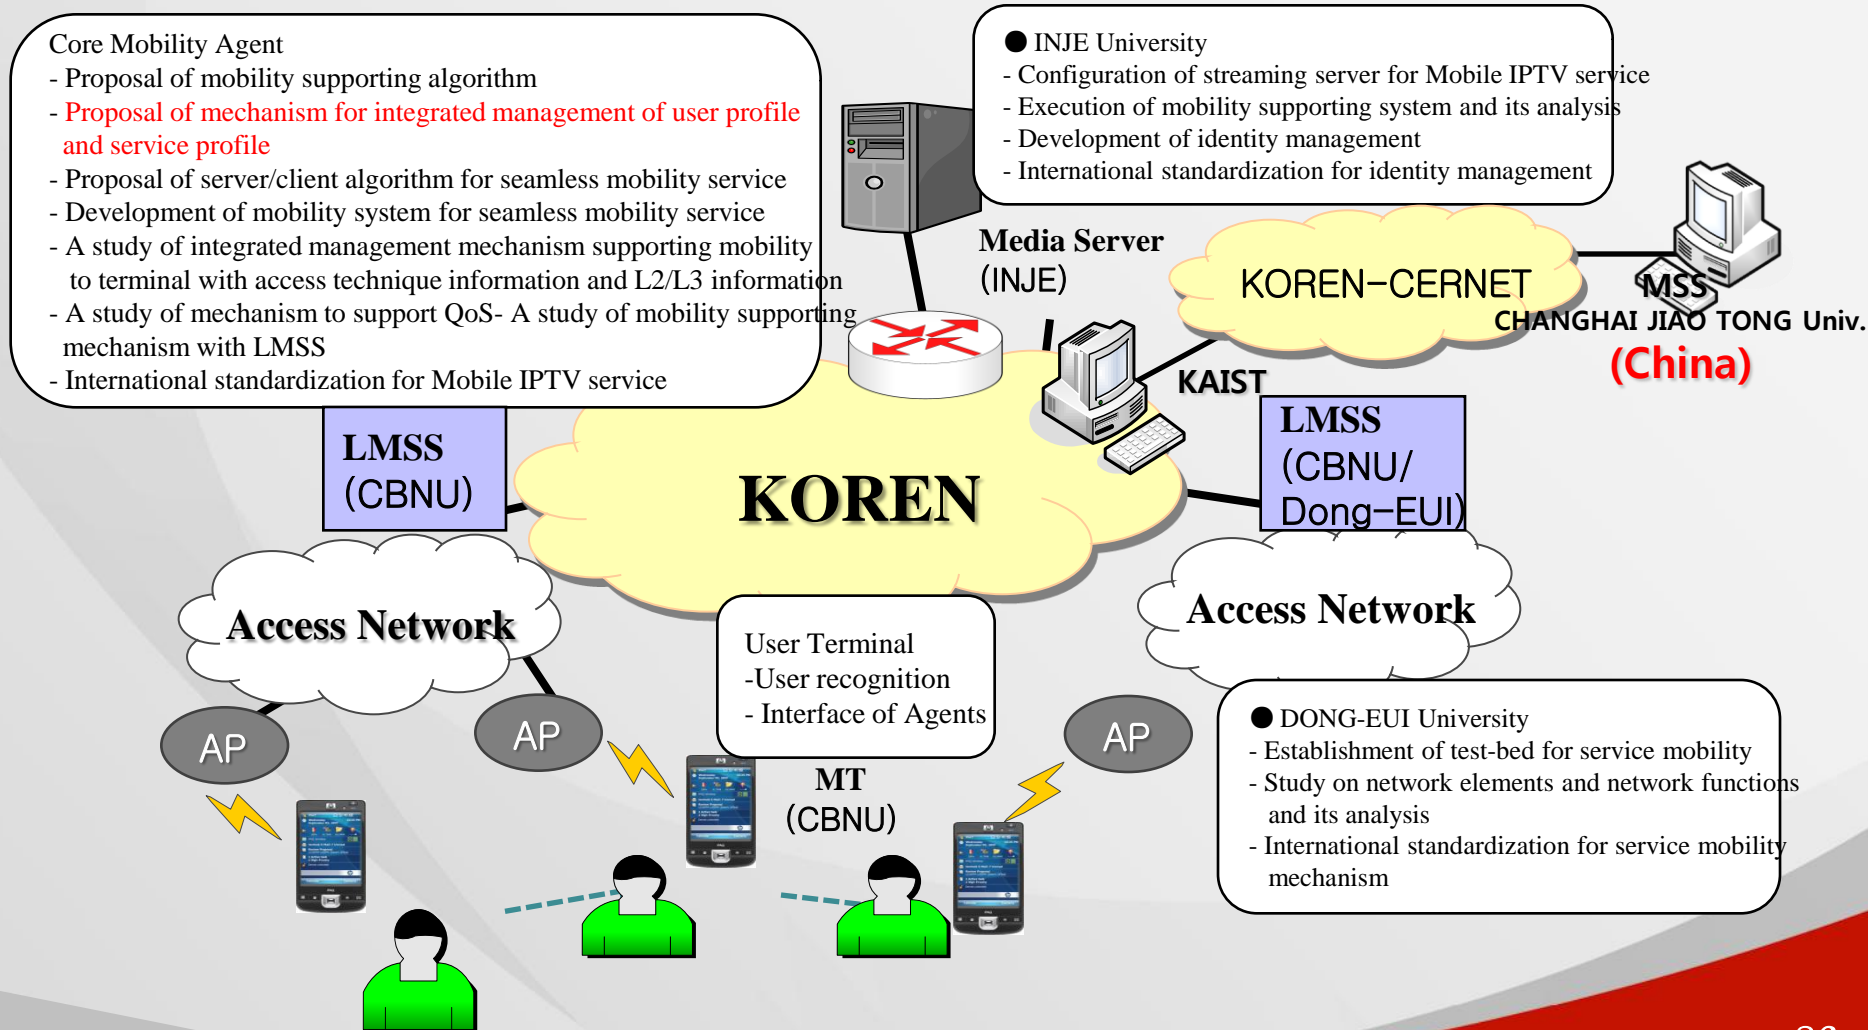 Core Mobility Agent
- Proposal of mobility supporting algorithm
- Proposal of mechanism for integrated management of user profile
and service profile
- Proposal of server/client algorithm for seamless mobility service
- Development of mobility system for seamless mobility service
- A study of integrated management mechanism supporting mobility
to terminal with access technique information and L2/L3 information
- A study of mechanism to support QoS- A study of mobility supporting
mechanism with LMSS
- International standardization for Mobile IPTV service
● INJE University
- Configuration of streaming server for Mobile IPTV service
- Execution of mobility supporting system and its analysis
- Development of identity management
- International standardization for identity management
Media Server
(INJE)
KOREN-CERNET
MSS
CHANGHAI JIAO TONG Univ.
(China)
KAIST
LMSS
(CBNU)
KOREN
LMSS
(CBNU/
Dong-EUI)
Access Network
Access Network
User Terminal
-User recognition
- Interface of Agents
AP
AP
AP
MT
(CBNU)
● DONG-EUI University
- Establishment of test-bed for service mobility
- Study on network elements and network functions
and its analysis
- International standardization for service mobility
mechanism